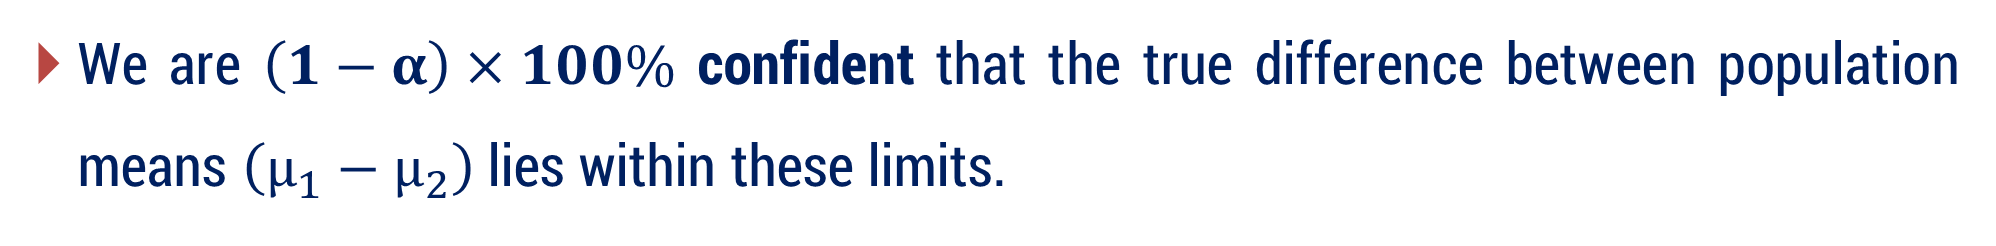 We are (1 − α) × 100% confident that the true difference between population
means (μ₁ − μ₂) lies within these limits.